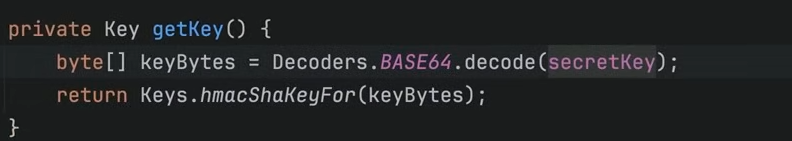 private Key getKey() {
    byte[] keyBytes = Decoders.BASE64.decode(secretKey);
    return Keys.hmacShaKeyFor(keyBytes);
}